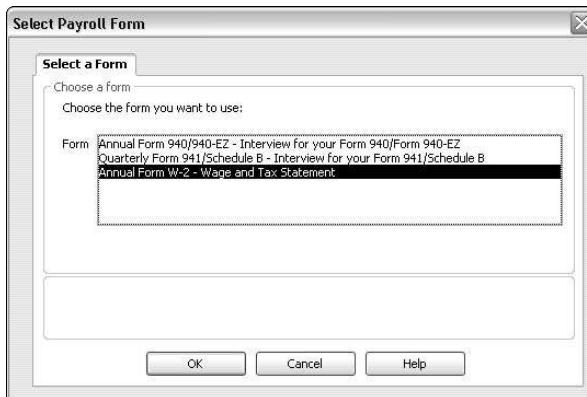 Select Payroll Form
Select a Form
Choose a form
Choose the form you want to use:
Form
Annual Form 940/940-EZ - Interview for your Form 940/Form 940-EZ
Quarterly Form 941/Schedule B - Interview for your Form 941/Schedule B
Annual Form W-2 - Wage and Tax Statement
OK Cancel Help